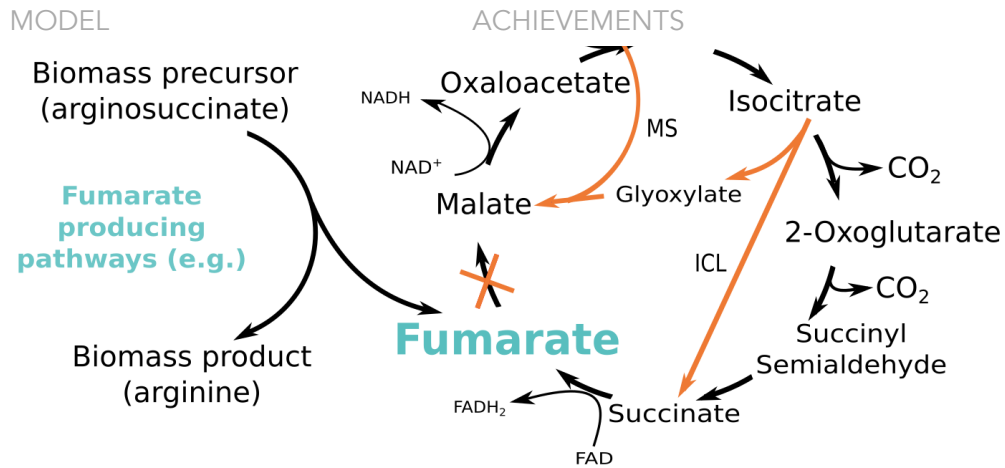 MODEL
ACHIEVEMENTS
Biomass precursor
(arginosuccinate)
Fumarate
producing
pathways (e.g.)
Biomass product
(arginine)
Oxaloacetate
NADH
NAD⁺
Malate
MS
Glyoxylate
Isocitrate
CO₂
2-Oxoglutarate
ICL
CO₂
Succinyl
Semialdehyde
Fumarate
FADH₂
Succinate
FAD